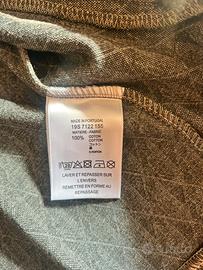 MADE IN PORTUGAL
19S 7122 155
MATIERE-FABRIC
100% COTON
COTTON
LAVER ET REPASSER SUR
L'ENVERS
REMETTRE EN FORME AU
REPASSAGE